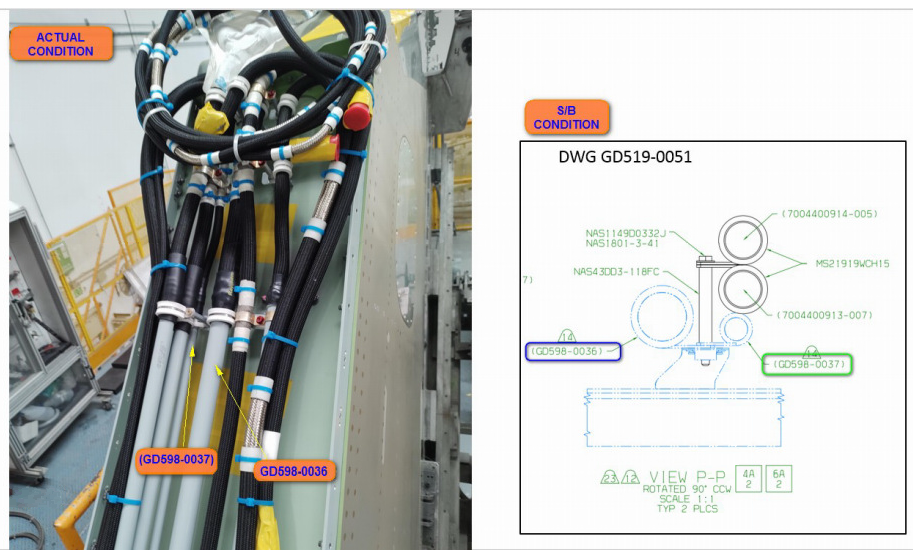 ACTUAL
CONDITION
(GD598-0037)
GD598-0036
S/B
CONDITION
DWG GD519-0051
(7004400914-005)
NAS1149D0332J
NAS1801-3-41
MS21919WCH15
NAS43DD3-118FC
7)
(7004400913-007)
14
(GD598-0036)
14
(GD598-0037)
23 12 VIEW P-P 4A 2 6A 2
ROTATED 90° CCW
SCALE 1:1
TYP 2 PLCS